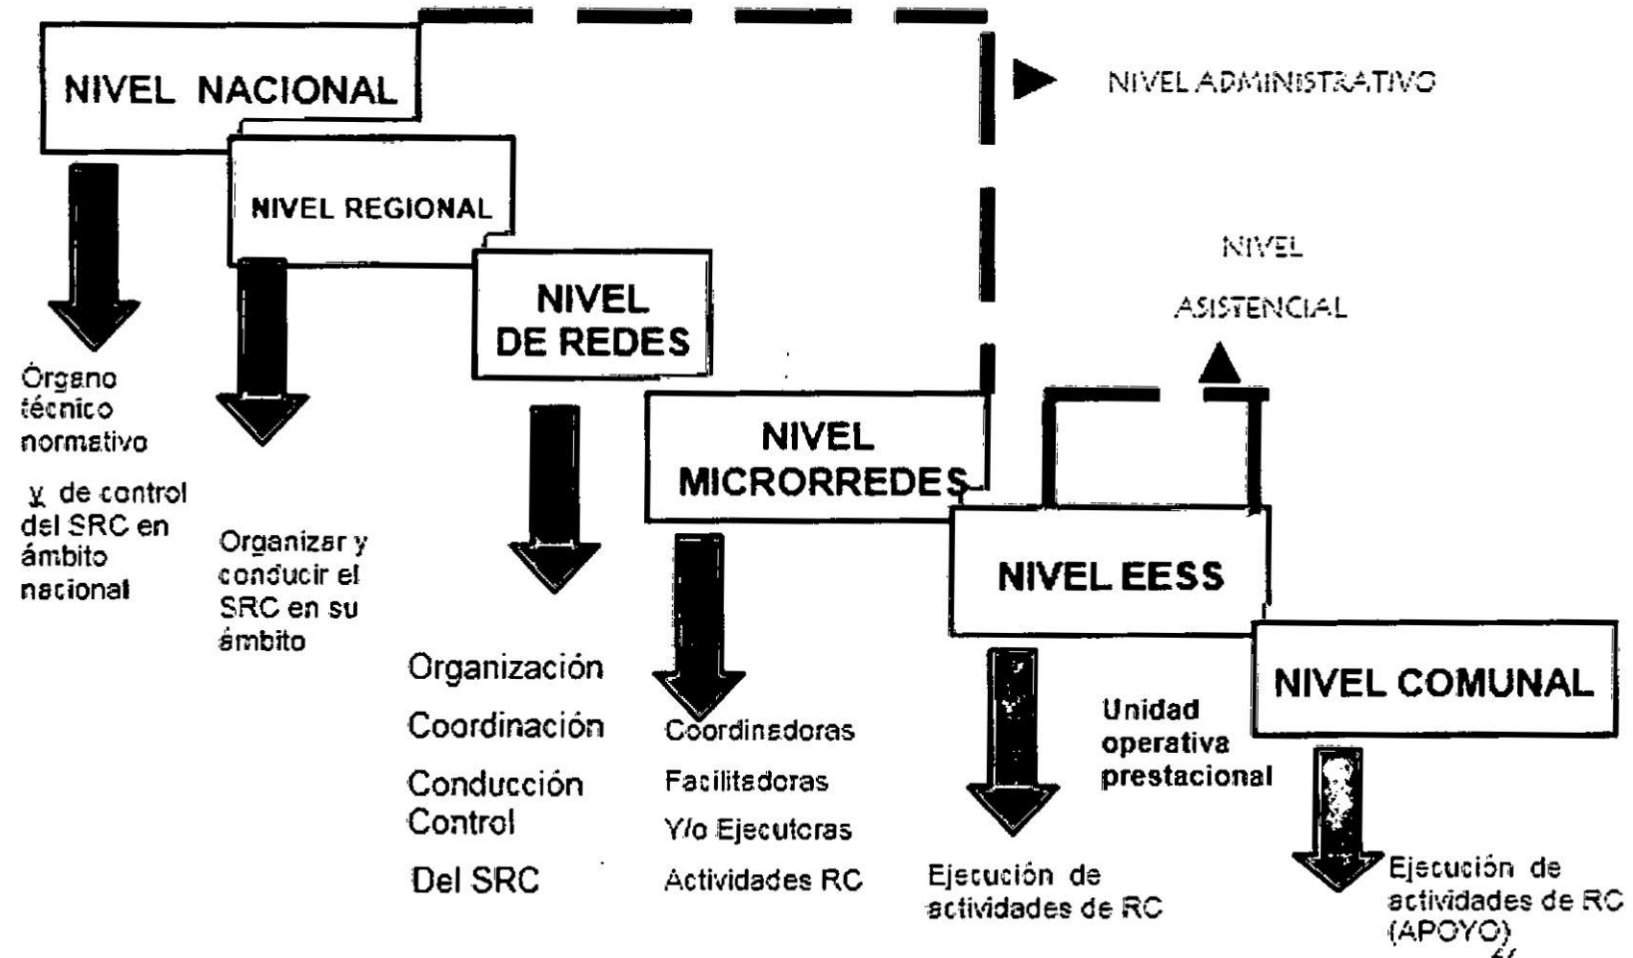 NIVEL NACIONAL
NIVEL ADMINISTRATIVO
NIVEL REGIONAL
NIVEL
ASISTENCIAL
NIVEL
DE REDES
Órgano
técnico
normativo
y de control
del SRC en
ámbito
nacional
NIVEL
MICRORREDES
Organizar y
conducir el
SRC en su
ámbito
NIVEL EESS
Organización
Coordinación
Conducción
Control
Del SRC
Coordinadoras
Facilitadoras
Y/o Ejecutoras
Actividades RC
NIVEL COMUNAL
Unidad
operativa
prestacional
Ejecución de
actividades de RC
Ejecución de
actividades de RC
(APOYO)